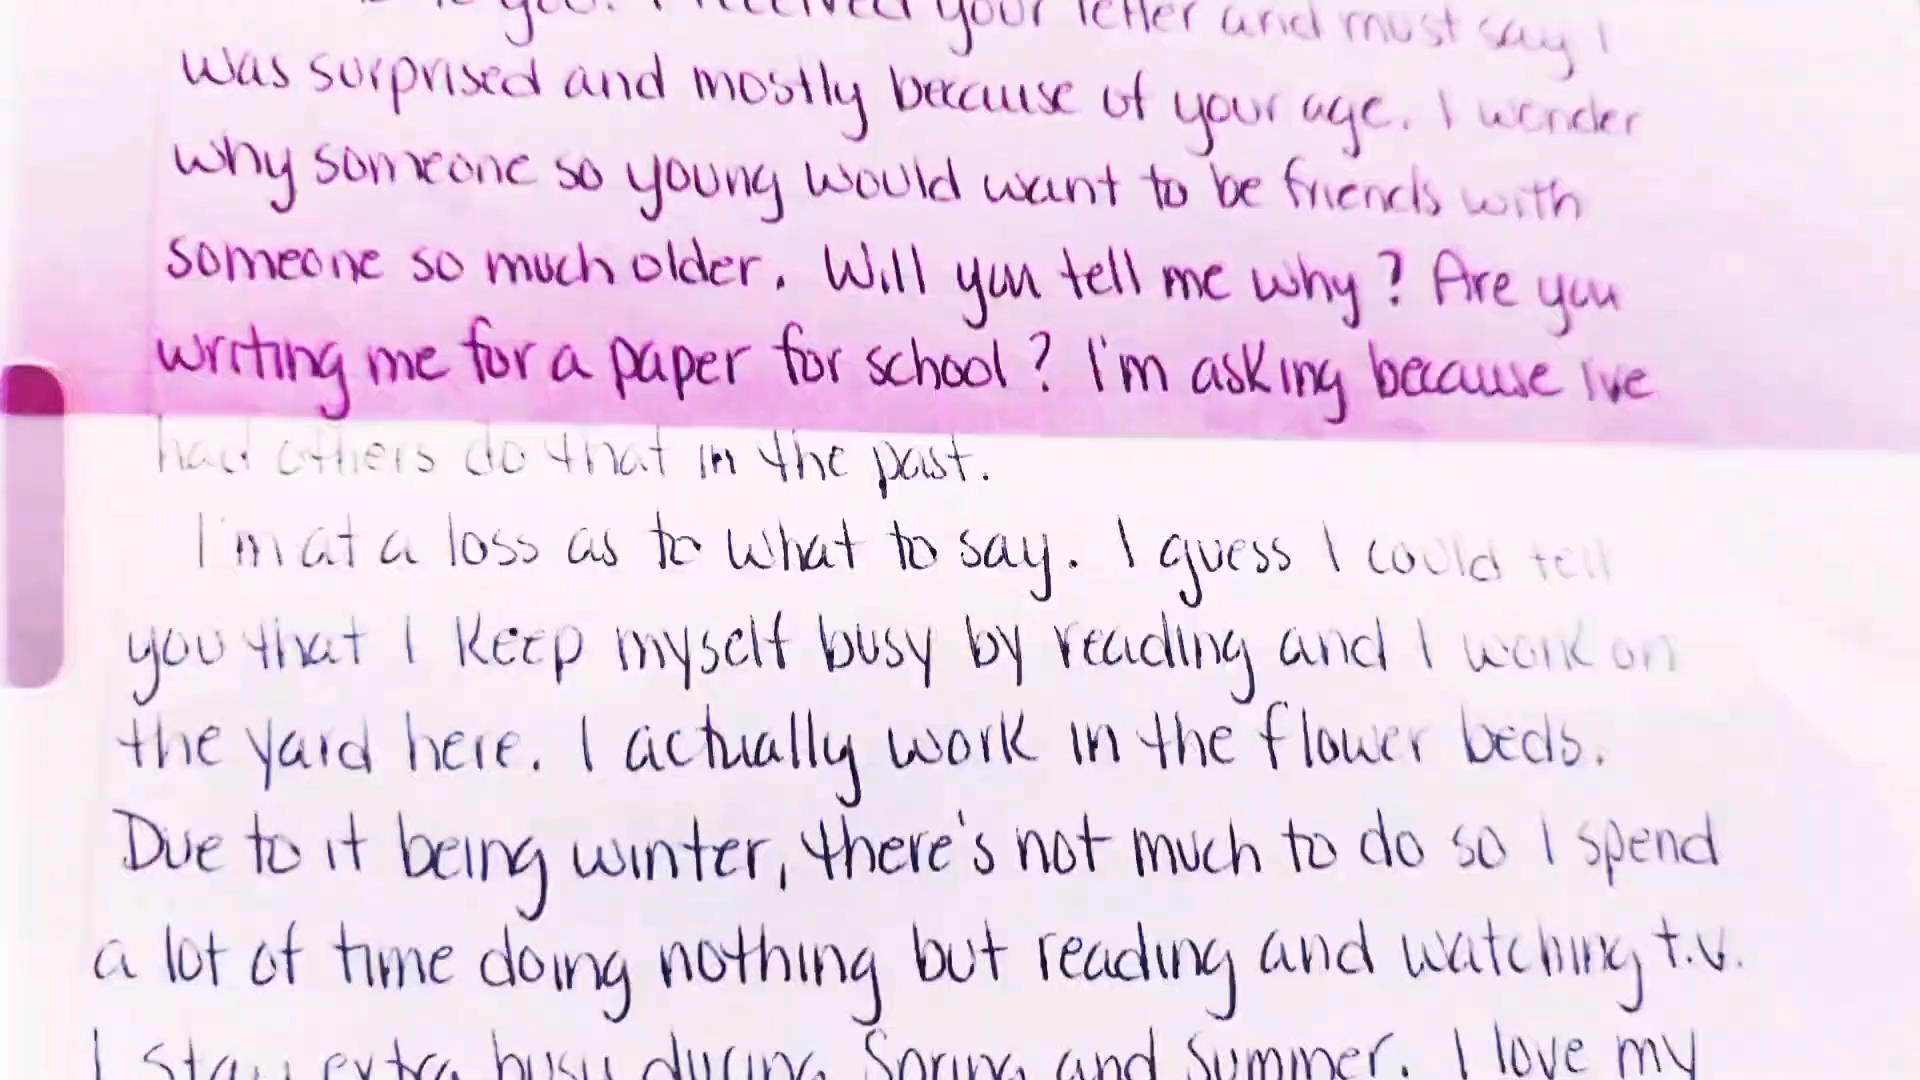 to you. I received your letter and must say I
was surprised and mostly because of your age. I wonder
why someone so young would want to be friends with
someone so much older. Will you tell me why? Are you
writing me for a paper for school? I'm asking because ive
had others do that in the past.
I'm at a loss as to what to say. I guess I could tell
you that I keep myself busy by reading and I work on
the yard here. I actually work in the flower beds.
Due to it being winter, there's not much to do so I spend
a lot of time doing nothing but reading and watching t.v.
I stay extra busy during Spring and Summer. I love my